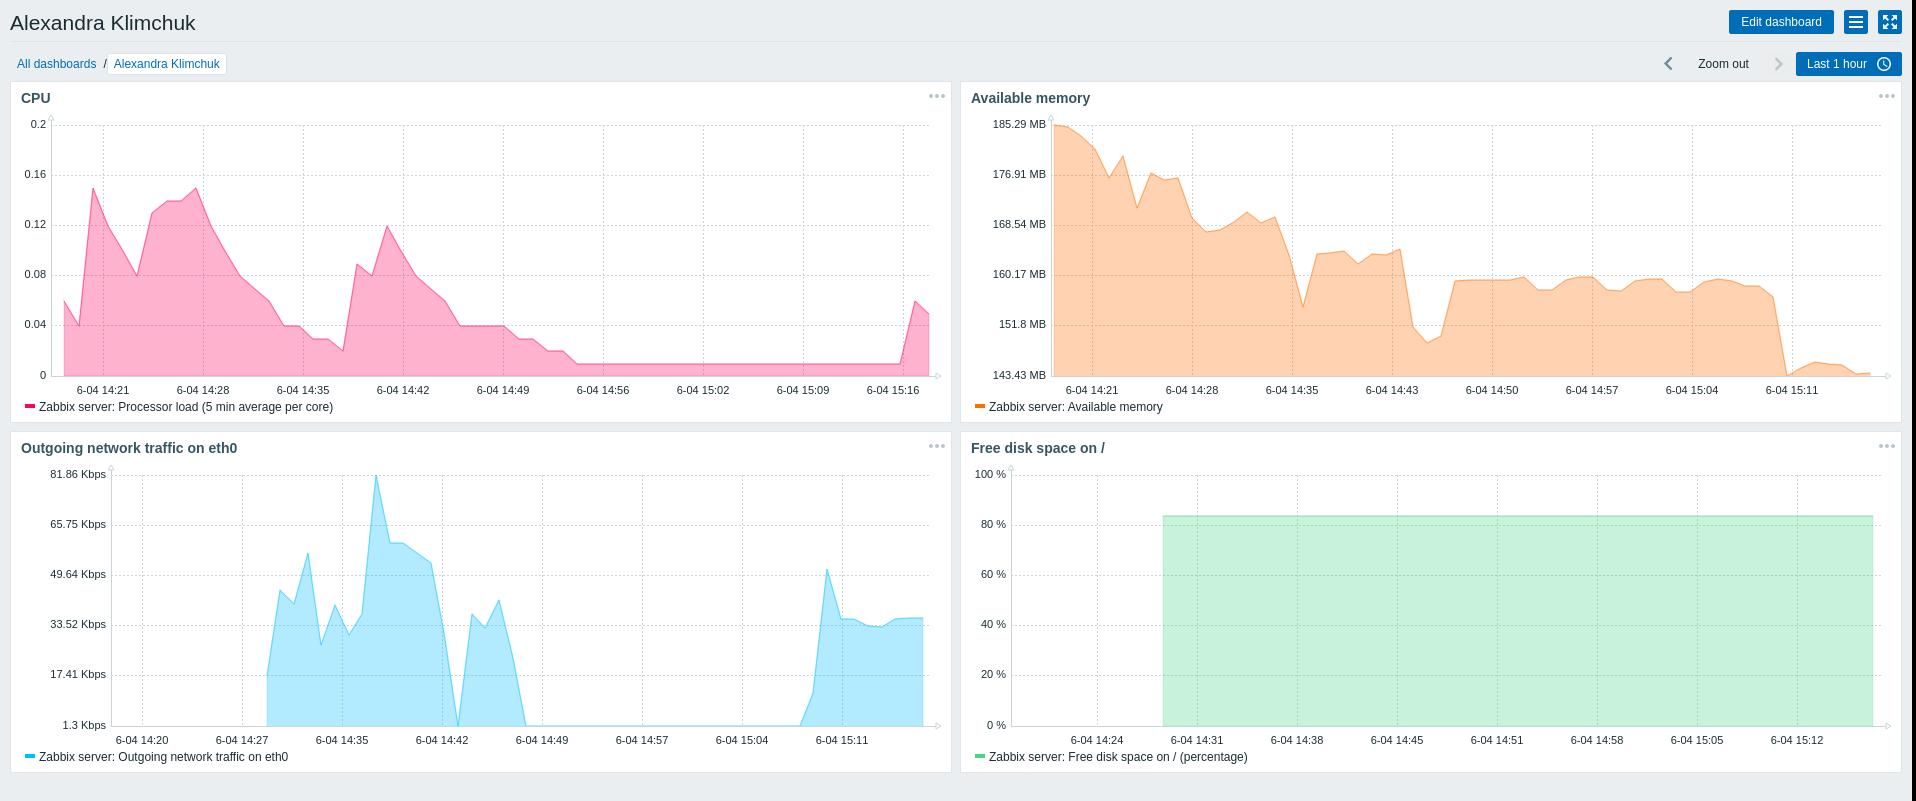 Alexandra Klimchuk
Edit dashboard
All dashboards / Alexandra Klimchuk
Zoom out
Last 1 hour
CPU
0.2
0.16
0.12
0.08
0.04
0
6-04 14:21 6-04 14:28 6-04 14:35 6-04 14:42 6-04 14:49 6-04 14:56 6-04 15:02 6-04 15:09 6-04 15:16
Zabbix server: Processor load (5 min average per core)
Available memory
185.29 MB
176.91 MB
168.54 MB
160.17 MB
151.8 MB
143.43 MB
6-04 14:21 6-04 14:28 6-04 14:35 6-04 14:43 6-04 14:50 6-04 14:57 6-04 15:04 6-04 15:11
Zabbix server: Available memory
Outgoing network traffic on eth0
81.86 Kbps
65.75 Kbps
49.64 Kbps
33.52 Kbps
17.41 Kbps
1.3 Kbps
6-04 14:20 6-04 14:27 6-04 14:35 6-04 14:42 6-04 14:49 6-04 14:57 6-04 15:04 6-04 15:11
Zabbix server: Outgoing network traffic on eth0
Free disk space on /
100 %
80 %
60 %
40 %
20 %
0 %
6-04 14:24 6-04 14:31 6-04 14:38 6-04 14:45 6-04 14:51 6-04 14:58 6-04 15:05 6-04 15:12
Zabbix server: Free disk space on / (percentage)